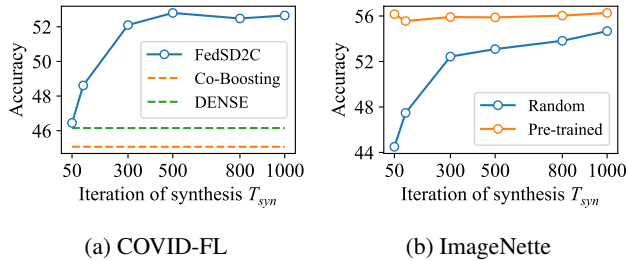 Accuracy
52
50
48
46
FedSD2C
Co-Boosting
DENSE
50
300
500
800
1000
Iteration of synthesis T_syn
(a) COVID-FL
Accuracy
56
52
48
44
Random
Pre-trained
50
300
500
800
1000
Iteration of synthesis T_syn
(b) ImageNette